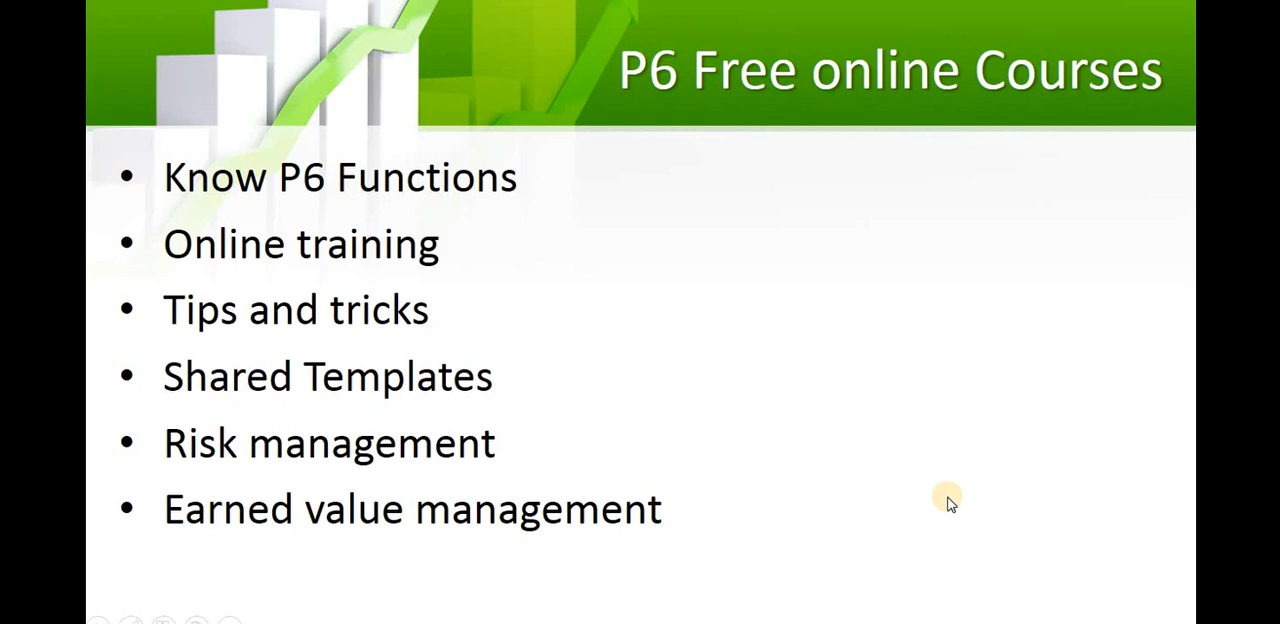 P6 Free online Courses
• Know P6 Functions
• Online training
• Tips and tricks
• Shared Templates
• Risk management
• Earned value management